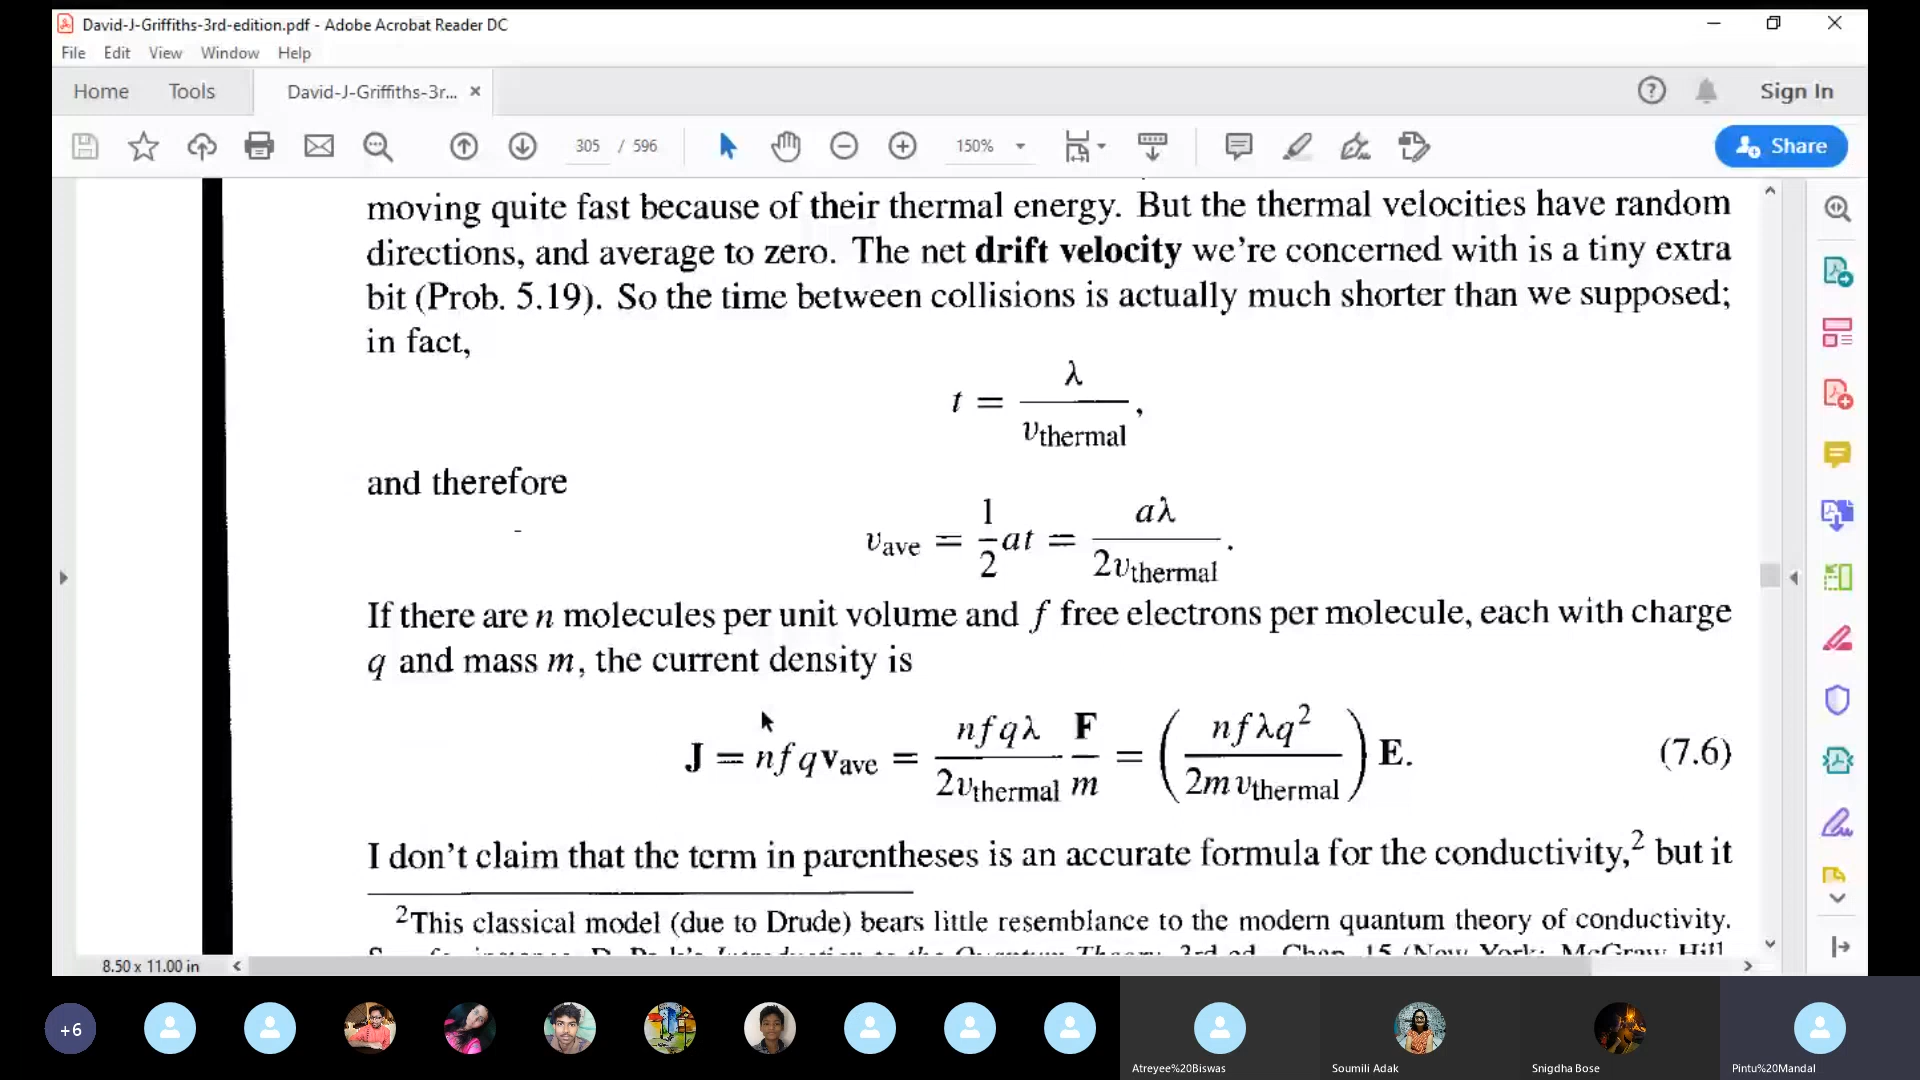 David-J-Griffiths-3rd-edition.pdf - Adobe Acrobat Reader DC
File Edit View Window Help
Home Tools David-J-Griffiths-3r... × Sign In
305 / 596 150% Share
moving quite fast because of their thermal energy. But the thermal velocities have random
directions, and average to zero. The net drift velocity we're concerned with is a tiny extra
bit (Prob. 5.19). So the time between collisions is actually much shorter than we supposed;
in fact,
t = λ / v_thermal,
and therefore
v_ave = 1/2 at = aλ / 2v_thermal.
If there are n molecules per unit volume and f free electrons per molecule, each with charge
q and mass m, the current density is
J = nfqv_ave = nfqλ / 2v_thermal F / m = (nfλq² / 2mv_thermal) E. (7.6)
I don't claim that the term in parentheses is an accurate formula for the conductivity,² but it
²This classical model (due to Drude) bears little resemblance to the modern quantum theory of conductivity.
8.50 x 11.00 in
+6
Atreyee%20Biswas Soumili Adak Snigdha Bose Pintu%20Mandal